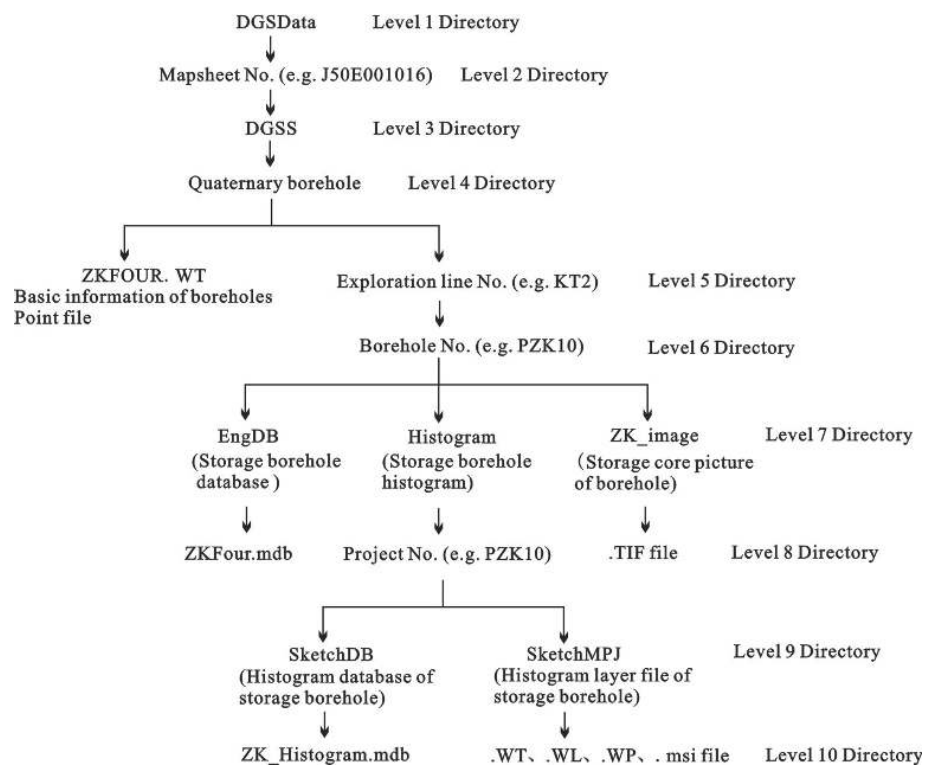 DGSData Level 1 Directory
Mapsheet No. (e.g. J50E001016) Level 2 Directory
DGSS Level 3 Directory
Quaternary borehole Level 4 Directory
ZKFOUR. WT
Basic information of boreholes
Point file
Exploration line No. (e.g. KT2) Level 5 Directory
Borehole No. (e.g. PZK10) Level 6 Directory
EngDB
(Storage borehole
database )
Histogram
(Storage borehole
histogram)
ZK_image
(Storage core picture
of borehole)
Level 7 Directory
ZKFour.mdb Project No. (e.g. PZK10) .TIF file Level 8 Directory
SketchDB
(Histogram database of
storage borehole)
SketchMPJ
(Histogram layer file of
storage borehole)
Level 9 Directory
ZK_Histogram.mdb .WT、.WL、.WP、. msi file Level 10 Directory